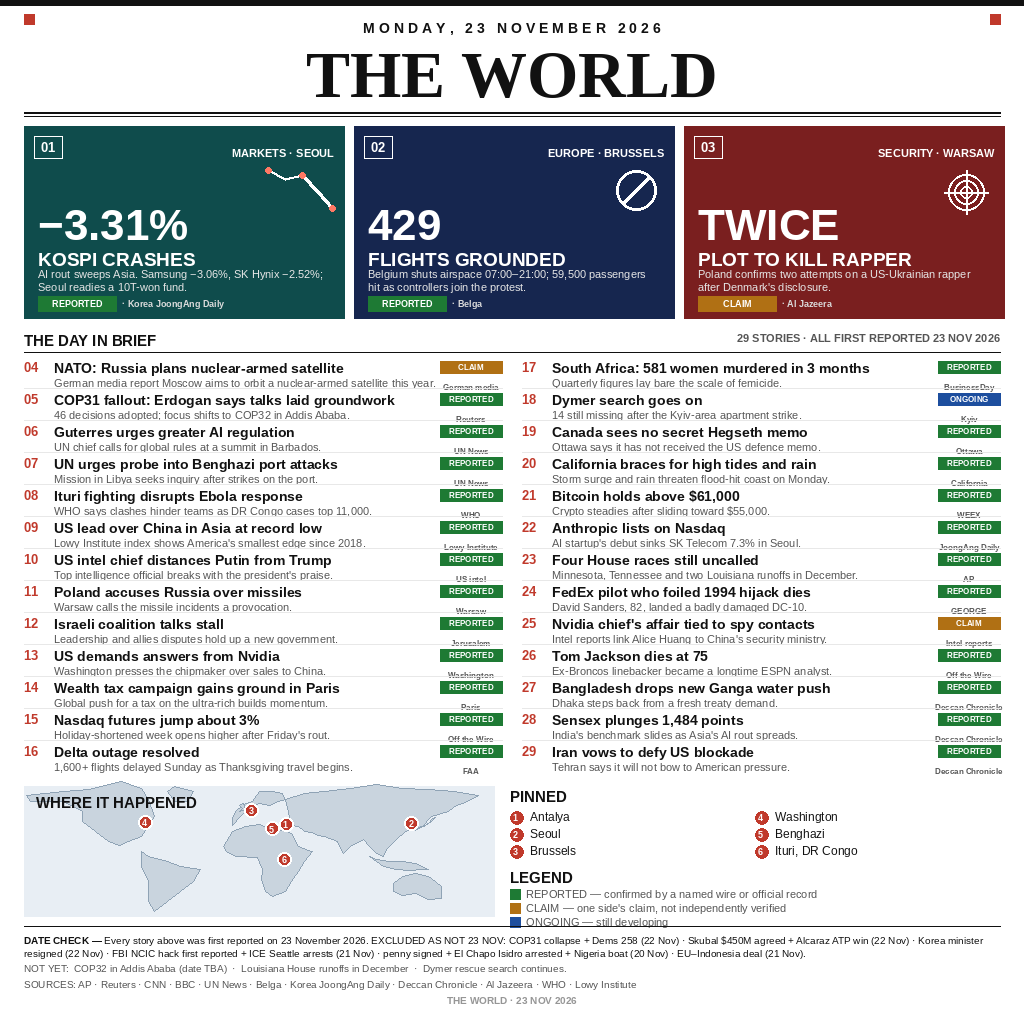 MONDAY, 23 NOVEMBER 2026
THE WORLD
01
MARKETS · SEOUL
−3.31%
KOSPI CRASHES
AI rout sweeps Asia. Samsung −3.06%, SK Hynix −2.52%;
Seoul readies a 10T-won fund.
REPORTED · Korea JoongAng Daily
02
EUROPE · BRUSSELS
429
FLIGHTS GROUNDED
Belgium shuts airspace 07:00–21:00; 59,500 passengers
hit as controllers join the protest.
REPORTED · Belga
03
SECURITY · WARSAW
TWICE
PLOT TO KILL RAPPER
Poland confirms two attempts on a US-Ukrainian rapper
after Denmark's disclosure.
CLAIM · Al Jazeera
THE DAY IN BRIEF
29 STORIES · ALL FIRST REPORTED 23 NOV 2026
04 NATO: Russia plans nuclear-armed satellite CLAIM
German media report Moscow aims to orbit a nuclear-armed satellite this year. German media
05 COP31 fallout: Erdogan says talks laid groundwork REPORTED
46 decisions adopted; focus shifts to COP32 in Addis Ababa. Reuters
06 Guterres urges greater AI regulation REPORTED
UN chief calls for global rules at a summit in Barbados. UN News
07 UN urges probe into Benghazi port attacks REPORTED
Mission in Libya seeks inquiry after strikes on the port. UN News
08 Ituri fighting disrupts Ebola response REPORTED
WHO says clashes hinder teams as DR Congo cases top 11,000. WHO
09 US lead over China in Asia at record low REPORTED
Lowy Institute index shows America's smallest edge since 2018. Lowy Institute
10 US intel chief distances Putin from Trump REPORTED
Top intelligence official breaks with the president's praise. US intel
11 Poland accuses Russia over missiles REPORTED
Warsaw calls the missile incidents a provocation. Warsaw
12 Israeli coalition talks stall REPORTED
Leadership and allies disputes hold up a new government. Jerusalem
13 US demands answers from Nvidia REPORTED
Washington presses the chipmaker over sales to China. Washington
14 Wealth tax campaign gains ground in Paris REPORTED
Global push for a tax on the ultra-rich builds momentum. Paris
15 Nasdaq futures jump about 3% REPORTED
Holiday-shortened week opens higher after Friday's rout. Off the Wire
16 Delta outage resolved REPORTED
1,600+ flights delayed Sunday as Thanksgiving travel begins. FAA
17 South Africa: 581 women murdered in 3 months REPORTED
Quarterly figures lay bare the scale of femicide. BusinessDay
18 Dymer search goes on ONGOING
14 still missing after the Kyiv-area apartment strike. Kyiv
19 Canada sees no secret Hegseth memo REPORTED
Ottawa says it has not received the US defence memo. Ottawa
20 California braces for high tides and rain REPORTED
Storm surge and rain threaten flood-hit coast on Monday. California
21 Bitcoin holds above $61,000 REPORTED
Crypto steadies after sliding toward $55,000. WEEX
22 Anthropic lists on Nasdaq REPORTED
AI startup's debut sinks SK Telecom 7.3% in Seoul. JoongAng Daily
23 Four House races still uncalled REPORTED
Minnesota, Tennessee and two Louisiana runoffs in December. AP
24 FedEx pilot who foiled 1994 hijack dies REPORTED
David Sanders, 82, landed a badly damaged DC-10. GEORGE
25 Nvidia chief's affair tied to spy contacts CLAIM
Intel reports link Alice Huang to China's security ministry. Intel reports
26 Tom Jackson dies at 75 REPORTED
Ex-Broncos linebacker became a longtime ESPN analyst. Off the Wire
27 Bangladesh drops new Ganga water push REPORTED
Dhaka steps back from a fresh treaty demand. Deccan Chronicle
28 Sensex plunges 1,484 points REPORTED
India's benchmark slides as Asia's AI rout spreads. Deccan Chronicle
29 Iran vows to defy US blockade REPORTED
Tehran says it will not bow to American pressure. Deccan Chronicle
WHERE IT HAPPENED
4
3
5
1
2
6
PINNED
1 Antalya
2 Seoul
3 Brussels
4 Washington
5 Benghazi
6 Ituri, DR Congo
LEGEND
REPORTED — confirmed by a named wire or official record
CLAIM — one side's claim, not independently verified
ONGOING — still developing
DATE CHECK — Every story above was first reported on 23 November 2026. EXCLUDED AS NOT 23 NOV: COP31 collapse + Dems 258 (22 Nov) · Skubal $450M agreed + Alcaraz ATP win (22 Nov) · Korea minister
resigned (22 Nov) · FBI NCIC hack first reported + ICE Seattle arrests (21 Nov) · penny signed + El Chapo Isidro arrested + Nigeria boat (20 Nov) · EU–Indonesia deal (21 Nov).
NOT YET: COP32 in Addis Ababa (date TBA) · Louisiana House runoffs in December · Dymer rescue search continues.
SOURCES: AP · Reuters · CNN · BBC · UN News · Belga · Korea JoongAng Daily · Deccan Chronicle · Al Jazeera · WHO · Lowy Institute
THE WORLD · 23 NOV 2026